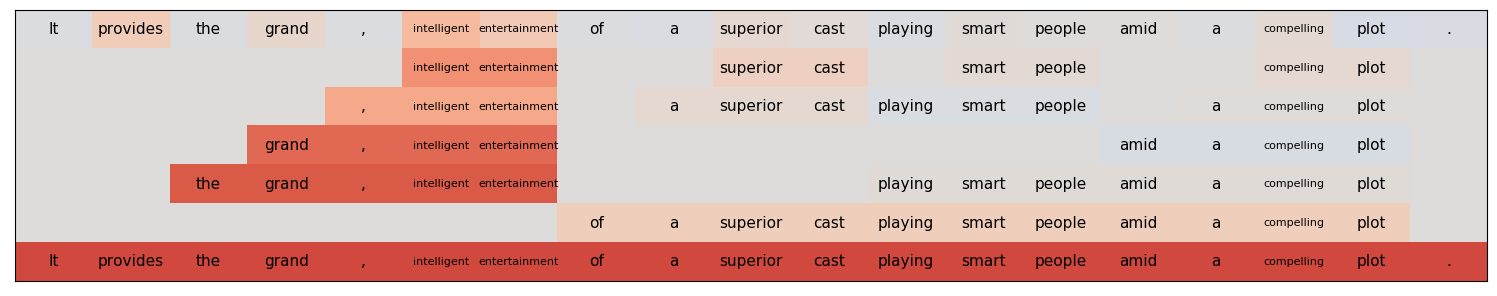 It provides the grand , intelligent entertainment of a superior cast playing smart people amid a compelling plot .
intelligent entertainment superior cast smart people compelling plot
, intelligent entertainment a superior cast playing smart people a compelling plot
grand , intelligent entertainment amid a compelling plot
the grand , intelligent entertainment playing smart people amid a compelling plot
of a superior cast playing smart people amid a compelling plot
It provides the grand , intelligent entertainment of a superior cast playing smart people amid a compelling plot .